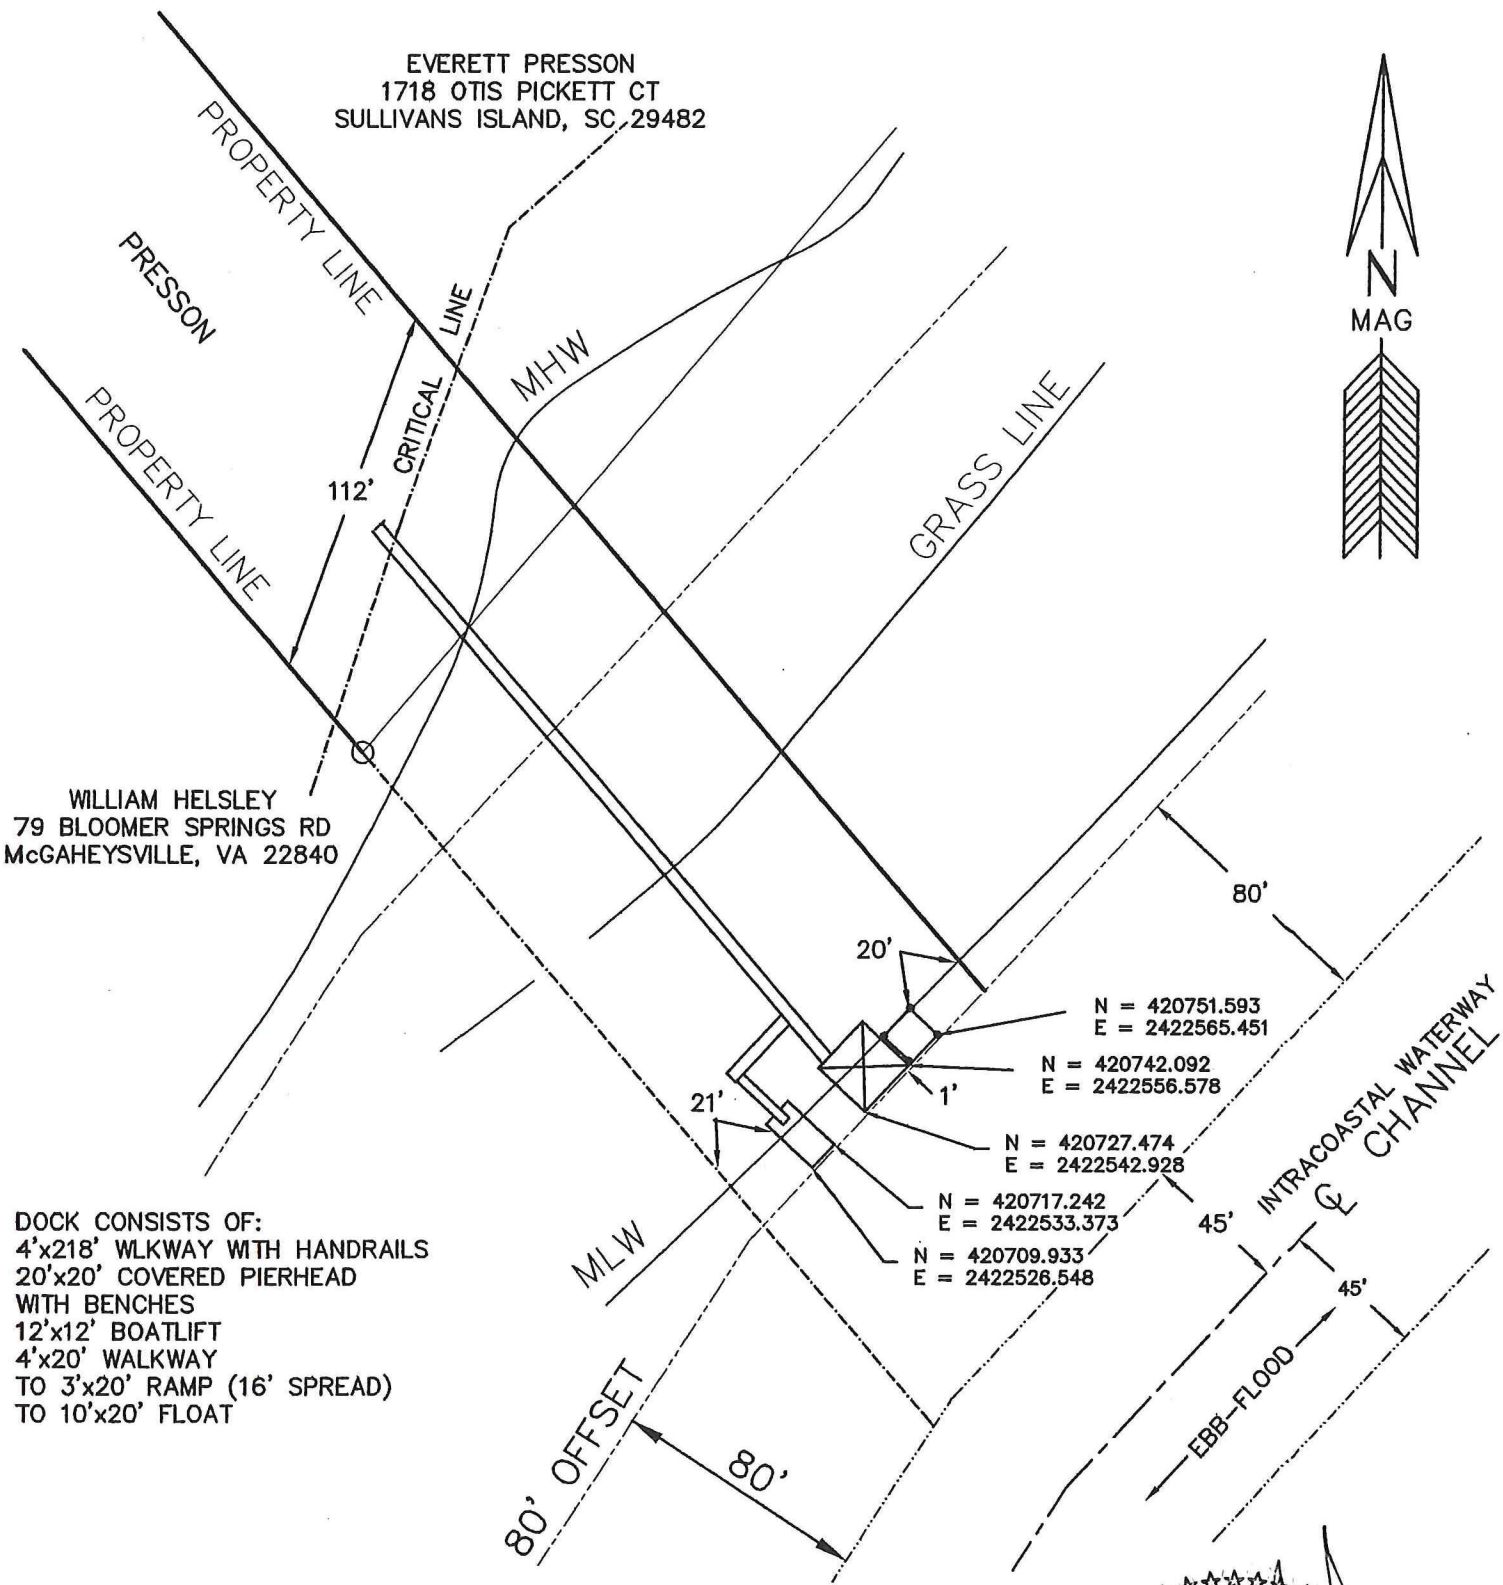 EVERETT PRESSON
1718 OTIS PICKETT CT
SULLIVANS ISLAND, SC 29482
PROPERTY LINE
PRESSON
N
MAG
CRITICAL LINE
MHW
PROPERTY LINE
112'
GRASS LINE
WILLIAM HELSLEY
79 BLOOMER SPRINGS RD
McGAHEYSVILLE, VA 22840
80'
20'
N = 420751.593
E = 2422565.451
N = 420742.092
E = 2422556.578
1'
21'
N = 420727.474
E = 2422542.928
N = 420717.242
E = 2422533.373
N = 420709.933
E = 2422526.548
INTRACOASTAL WATERWAY
CHANNEL
45'
45'
EBB-FLOOD
MLW
DOCK CONSISTS OF:
4'x218' WLKWAY WITH HANDRAILS
20'x20' COVERED PIERHEAD
WITH BENCHES
12'x12' BOATLIFT
4'x20' WALKWAY
TO 3'x20' RAMP (16' SPREAD)
TO 10'x20' FLOAT
80' OFFSET
80'